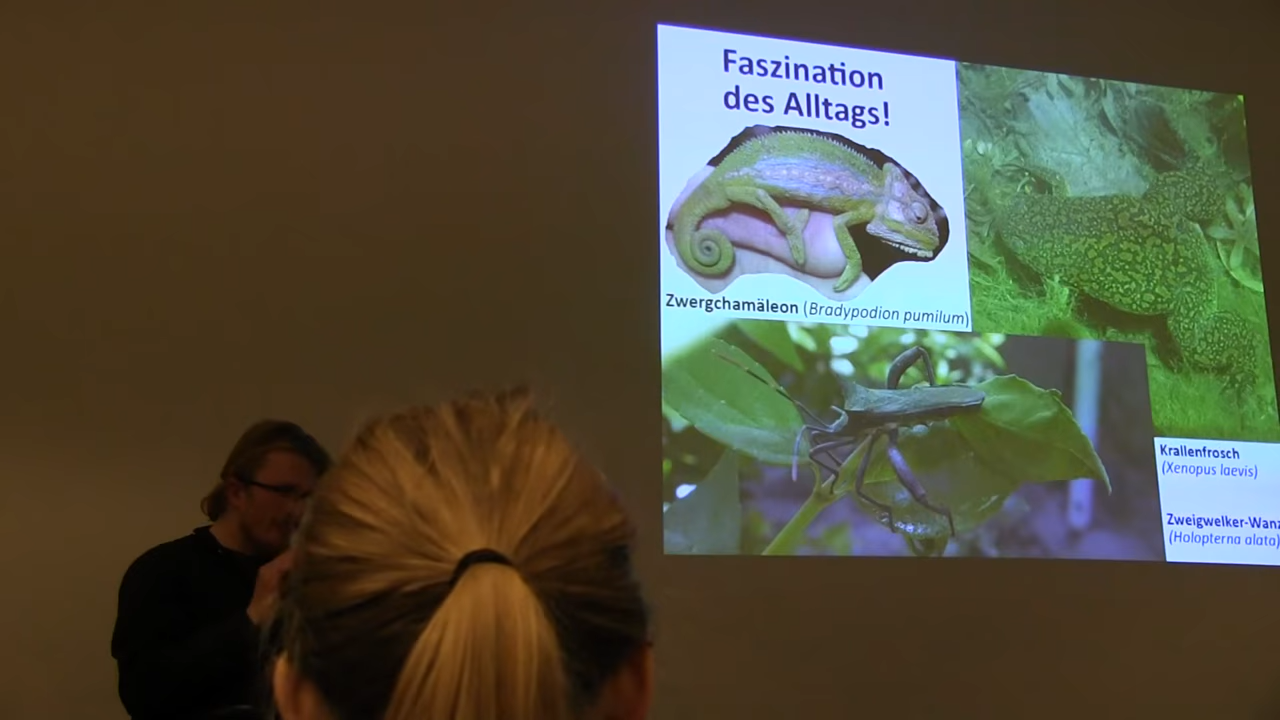 Faszination
des Alltags!
Zwergchamäleon (Bradypodion pumilum)
Krallenfrosch
(Xenopus laevis)
Zweigwelker-Wanz
(Holopterna alata)